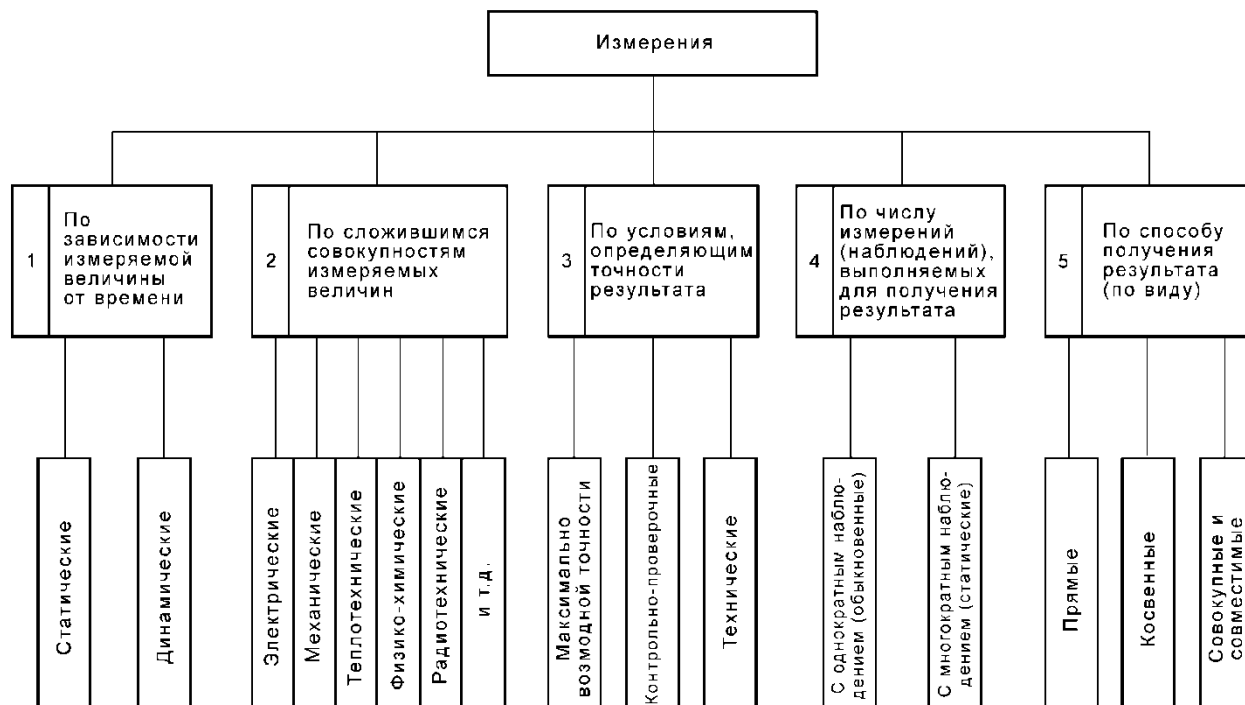 Измерения
1
По
зависимости
измеряемой
величины
от времени
2
По сложившимся
совокупностям
измеряемых
величин
3
По условиям,
определяющим
точности
результата
4
По числу
измерений
(наблюдений),
выполняемых
для получения
результата
5
По способу
получения
результата
(по виду)
Статические
Динамические
Электрические
Механические
Теплотехнические
Физико-химические
Радиотехнические
и т.д.
Максимально
возмодной точности
Контрольно-проверочные
Технические
С однократным наблю-
дением (обыкновенные)
С многократным наблю-
дением (статические)
Прямые
Косвенные
Совокупные и
совместимые